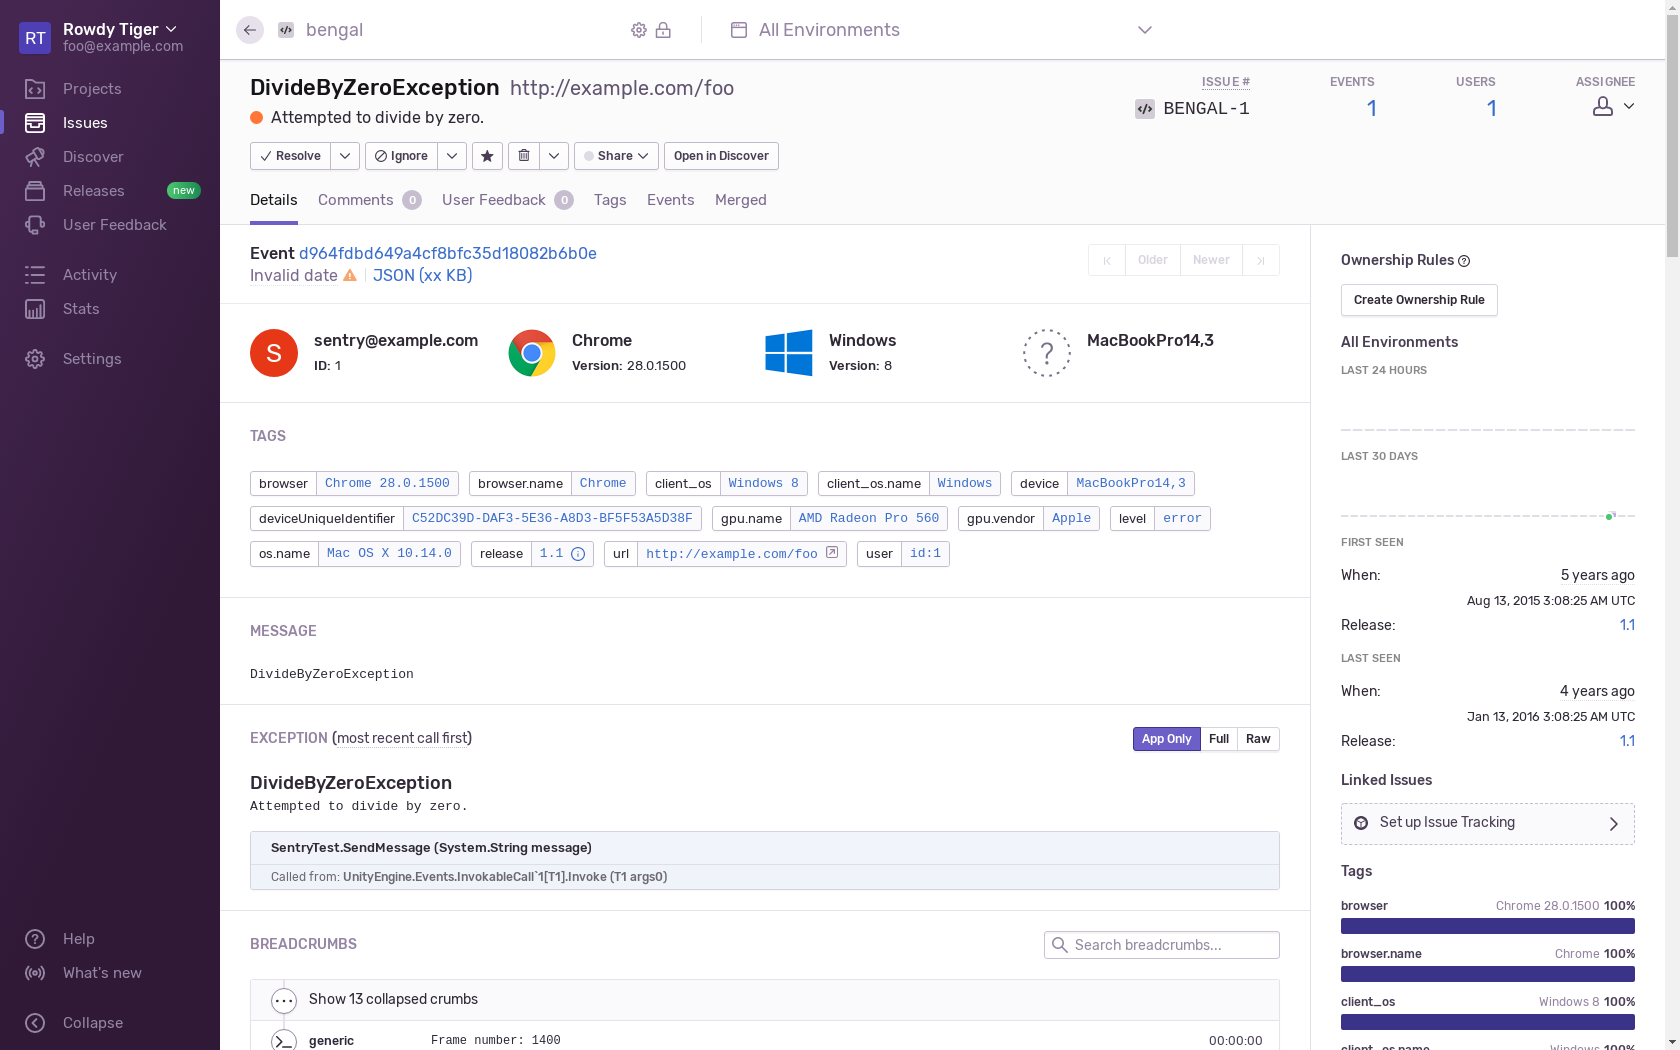 RT
Rowdy Tiger
foo@example.com
Projects
Issues
Discover
Releases new
User Feedback
Activity
Stats
Settings
Help
What's new
Collapse
bengal
All Environments
DivideByZeroException http://example.com/foo
Attempted to divide by zero.
ISSUE # EVENTS USERS ASSIGNEE
BENGAL-1 1 1
Resolve Ignore Share Open in Discover
Details Comments 0 User Feedback 0 Tags Events Merged
Event d964fdbd649a4cf8bfc35d18082b6b0e
Invalid date JSON (xx KB)
Older Newer
S
sentry@example.com
ID: 1
Chrome
Version: 28.0.1500
Windows
Version: 8
?
MacBookPro14,3
TAGS
browser Chrome 28.0.1500 browser.name Chrome client_os Windows 8 client_os.name Windows device MacBookPro14,3
deviceUniqueIdentifier C52DC39D-DAF3-5E36-A8D3-BF5F53A5D38F gpu.name AMD Radeon Pro 560 gpu.vendor Apple level error
os.name Mac OS X 10.14.0 release 1.1 url http://example.com/foo user id:1
MESSAGE
DivideByZeroException
EXCEPTION (most recent call first)
App Only Full Raw
DivideByZeroException
Attempted to divide by zero.
SentryTest.SendMessage (System.String message)
Called from: UnityEngine.Events.InvokableCall`1[T1].Invoke (T1 args0)
BREADCRUMBS
Search breadcrumbs...
Show 13 collapsed crumbs
generic Frame number: 1400 00:00:00
Ownership Rules ?
Create Ownership Rule
All Environments
LAST 24 HOURS
LAST 30 DAYS
FIRST SEEN
When: 5 years ago
Aug 13, 2015 3:08:25 AM UTC
Release: 1.1
LAST SEEN
When: 4 years ago
Jan 13, 2016 3:08:25 AM UTC
Release: 1.1
Linked Issues
Set up Issue Tracking
Tags
browser Chrome 28.0.1500 100%
browser.name Chrome 100%
client_os Windows 8 100%
client_os.name Windows 100%